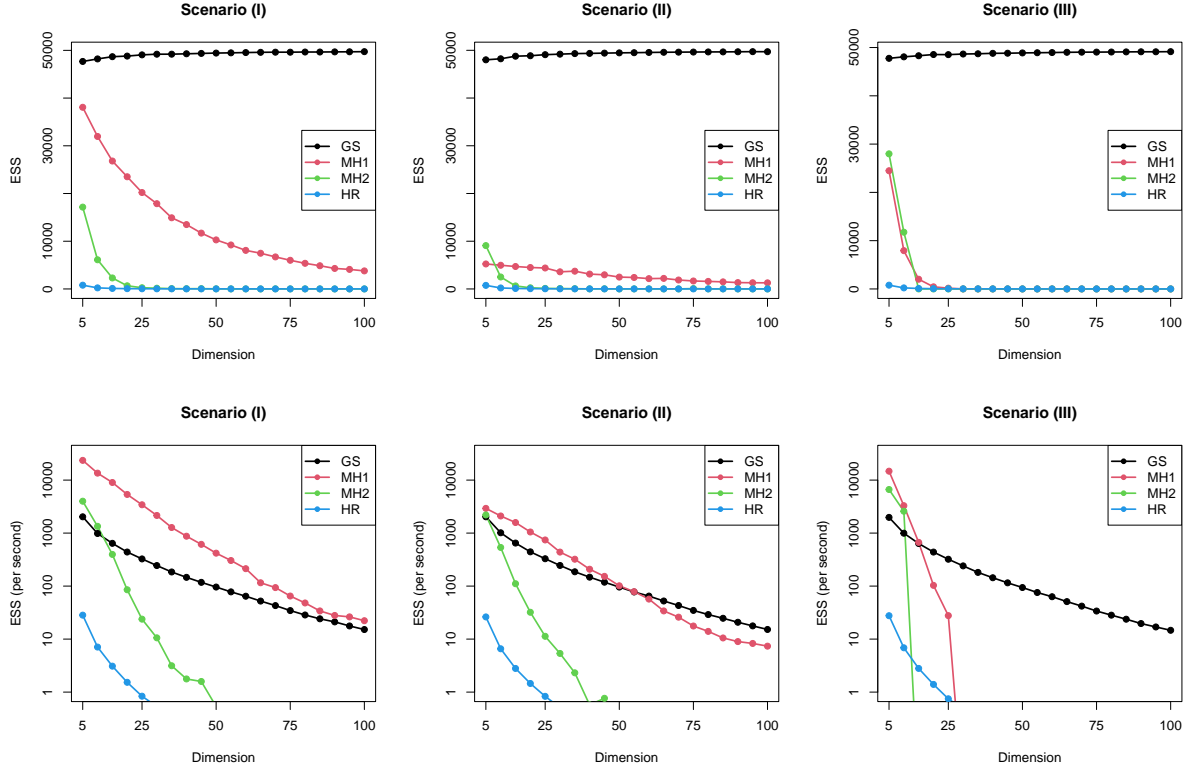 Scenario (I)
ESS
50000
30000
10000
0
GS
MH1
MH2
HR
5
25
50
75
100
Dimension
Scenario (II)
ESS
50000
30000
10000
0
GS
MH1
MH2
HR
5
25
50
75
100
Dimension
Scenario (III)
ESS
50000
30000
10000
0
GS
MH1
MH2
HR
5
25
50
75
100
Dimension
Scenario (I)
ESS (per second)
10000
1000
100
10
1
GS
MH1
MH2
HR
5
25
50
75
100
Dimension
Scenario (II)
ESS (per second)
10000
1000
100
10
1
GS
MH1
MH2
HR
5
25
50
75
100
Dimension
Scenario (III)
ESS (per second)
10000
1000
100
10
1
GS
MH1
MH2
HR
5
25
50
75
100
Dimension